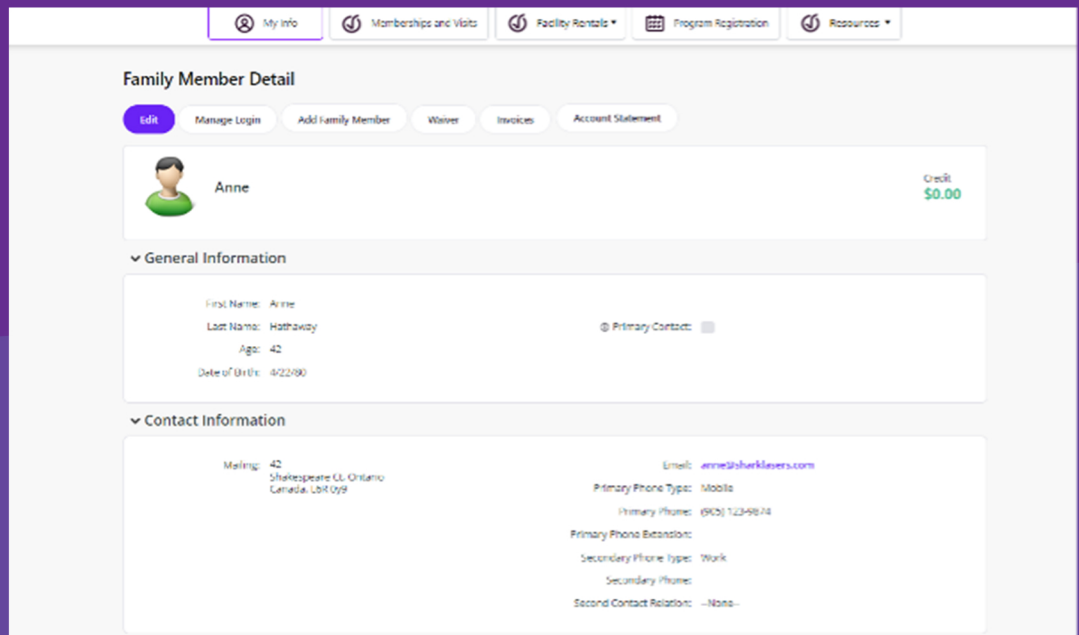 My Info
Memberships and Visits
Facility Rentals
Program Registration
Resources
Family Member Detail
Edit
Manage Login
Add Family Member
Waiver
Invoices
Account Statement
Anne
Credit
$0.00
General Information
First Name: Anne
Last Name: Hathaway
Age: 42
Date of Birth: 4/22/80
Primary Contact:
Contact Information
Mailing: 42
Shakespeare Ct, Ontario
Canada, L6R 0y9
Email: anne@sharklasers.com
Primary Phone Type: Mobile
Primary Phone: (905) 123-9874
Primary Phone Extension:
Secondary Phone Type: Work
Secondary Phone:
Second Contact Relation: --None--